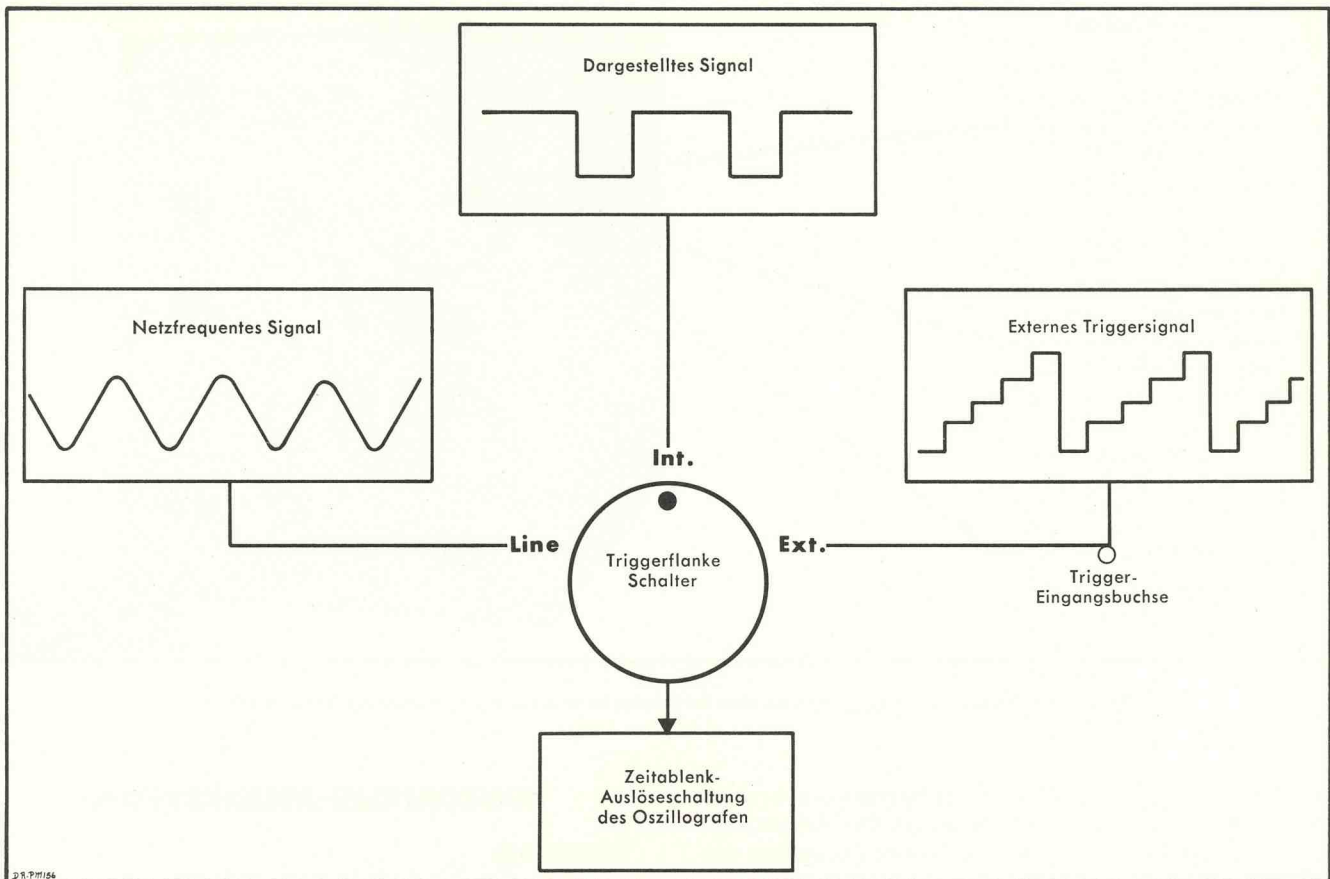 Dargestelltes Signal
Netzfrequentes Signal
Externes Triggersignal
Int.
Line
Ext.
Triggerflanke
Schalter
Trigger-
Eingangsbuchse
Zeitablenk-
Auslöseschaltung
des Oszillografen